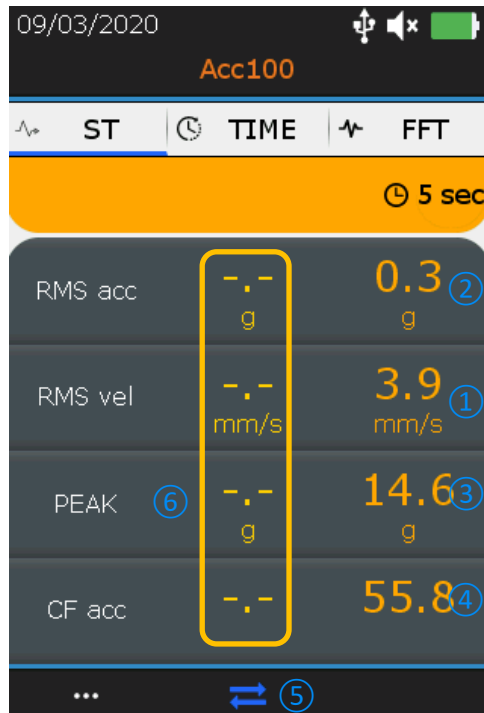 09/03/2020
Acc100
ST TIME FFT
5 sec
RMS acc -.- g 0.3 g ②
RMS vel -.- mm/s 3.9 mm/s ①
PEAK ⑥ -.- g 14.6 g ③
CF acc -.- 55.8 ④
... ⑤